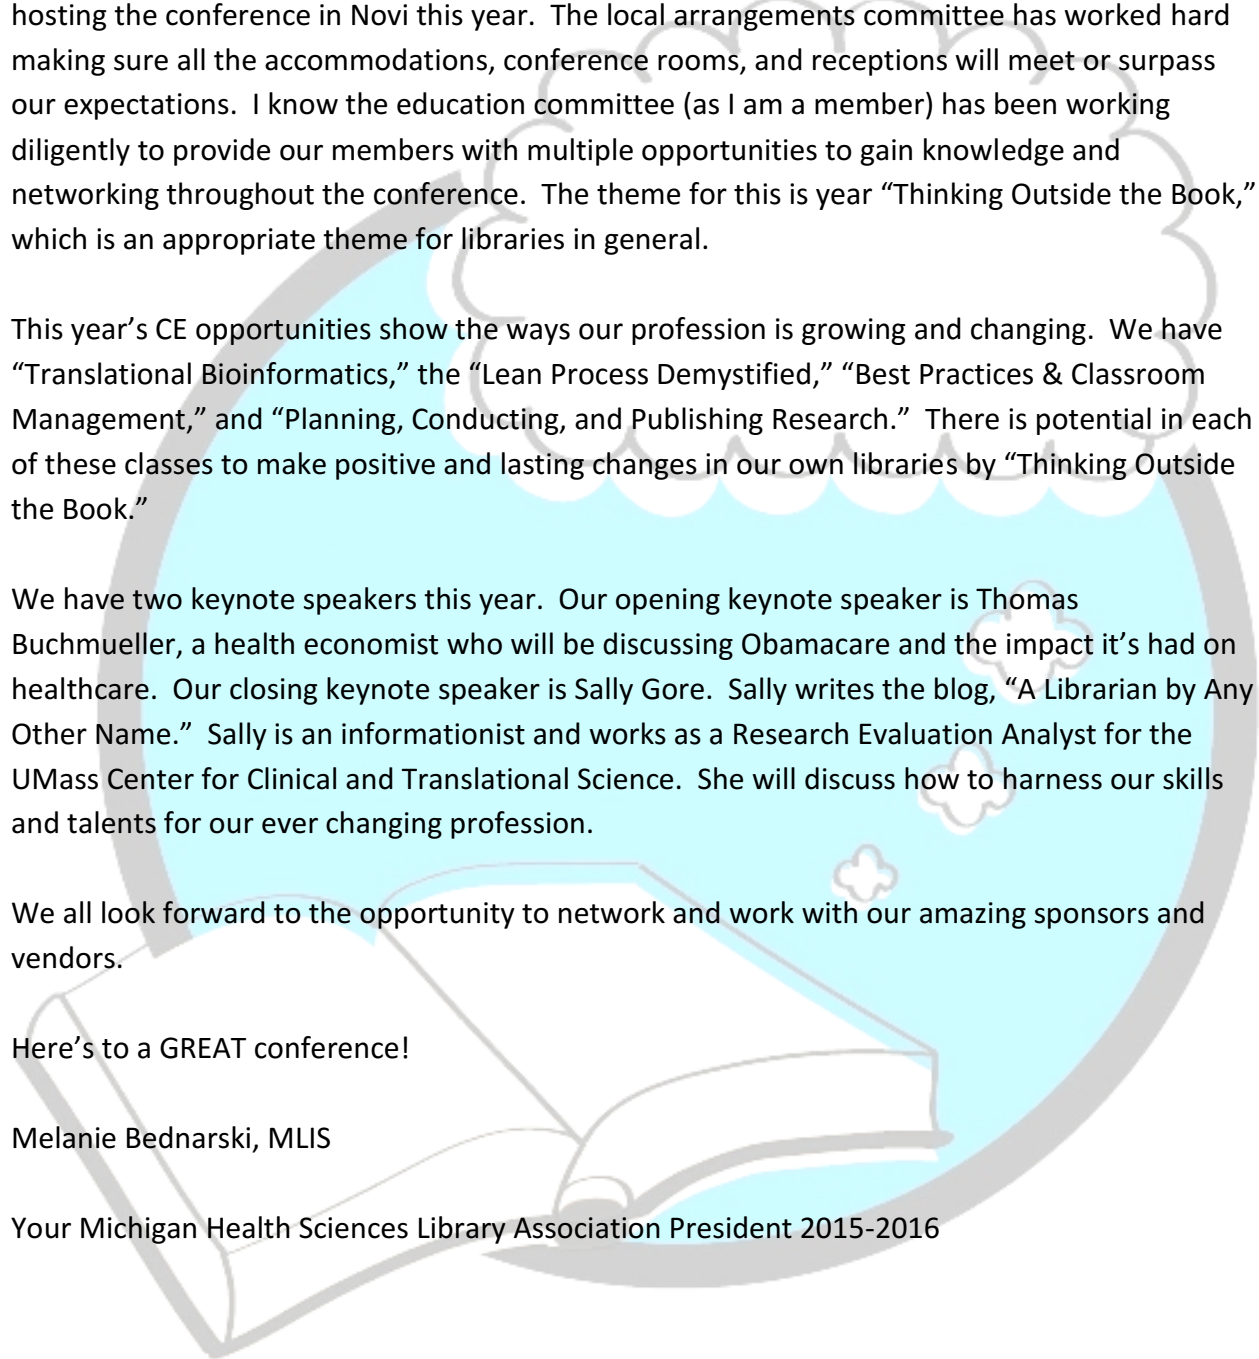 hosting the conference in Novi this year.  The local arrangements committee has worked hard
making sure all the accommodations, conference rooms, and receptions will meet or surpass
our expectations.  I know the education committee (as I am a member) has been working
diligently to provide our members with multiple opportunities to gain knowledge and
networking throughout the conference.  The theme for this is year “Thinking Outside the Book,”
which is an appropriate theme for libraries in general.
This year’s CE opportunities show the ways our profession is growing and changing.  We have
“Translational Bioinformatics,” the “Lean Process Demystified,” “Best Practices & Classroom
Management,” and “Planning, Conducting, and Publishing Research.”  There is potential in each
of these classes to make positive and lasting changes in our own libraries by “Thinking Outside
the Book.”
We have two keynote speakers this year.  Our opening keynote speaker is Thomas
Buchmueller, a health economist who will be discussing Obamacare and the impact it’s had on
healthcare.  Our closing keynote speaker is Sally Gore.  Sally writes the blog, “A Librarian by Any
Other Name.”  Sally is an informationist and works as a Research Evaluation Analyst for the
UMass Center for Clinical and Translational Science.  She will discuss how to harness our skills
and talents for our ever changing profession.
We all look forward to the opportunity to network and work with our amazing sponsors and
vendors.
Here’s to a GREAT conference!
Melanie Bednarski, MLIS
Your Michigan Health Sciences Library Association President 2015-2016